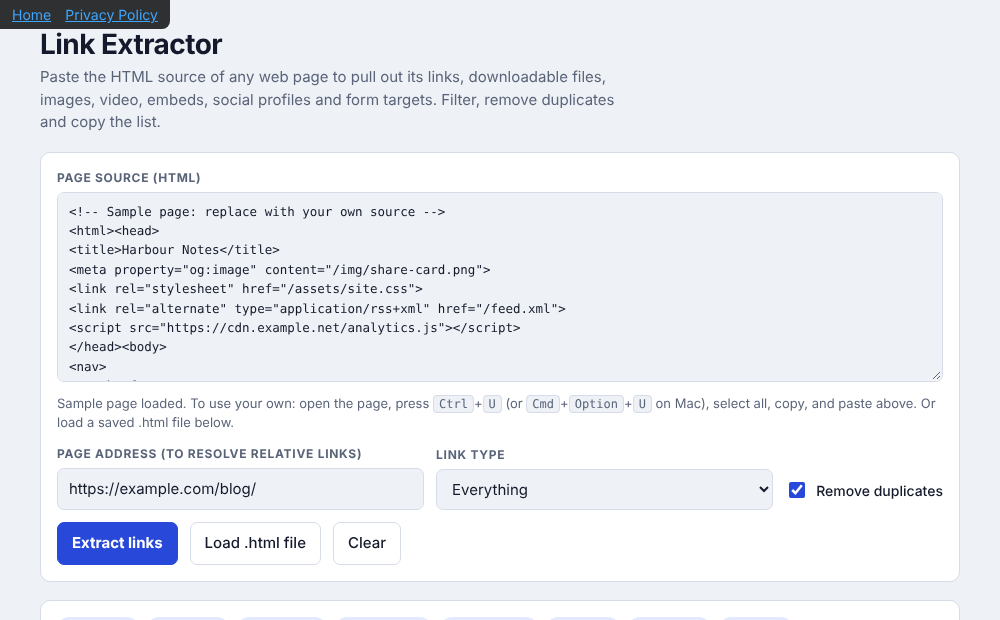 Home Privacy Policy
Link Extractor
Paste the HTML source of any web page to pull out its links, downloadable files,
images, video, embeds, social profiles and form targets. Filter, remove duplicates
and copy the list.
PAGE SOURCE (HTML)
<!-- Sample page: replace with your own source -->
<html><head>
<title>Harbour Notes</title>
<meta property="og:image" content="/img/share-card.png">
<link rel="stylesheet" href="/assets/site.css">
<link rel="alternate" type="application/rss+xml" href="/feed.xml">
<script src="https://cdn.example.net/analytics.js"></script>
</head><body>
<nav>
Sample page loaded. To use your own: open the page, press Ctrl+U (or Cmd+Option+U on Mac), select all, copy, and paste above. Or
load a saved .html file below.
PAGE ADDRESS (TO RESOLVE RELATIVE LINKS)
LINK TYPE
https://example.com/blog/
Everything
Remove duplicates
Extract links
Load .html file
Clear